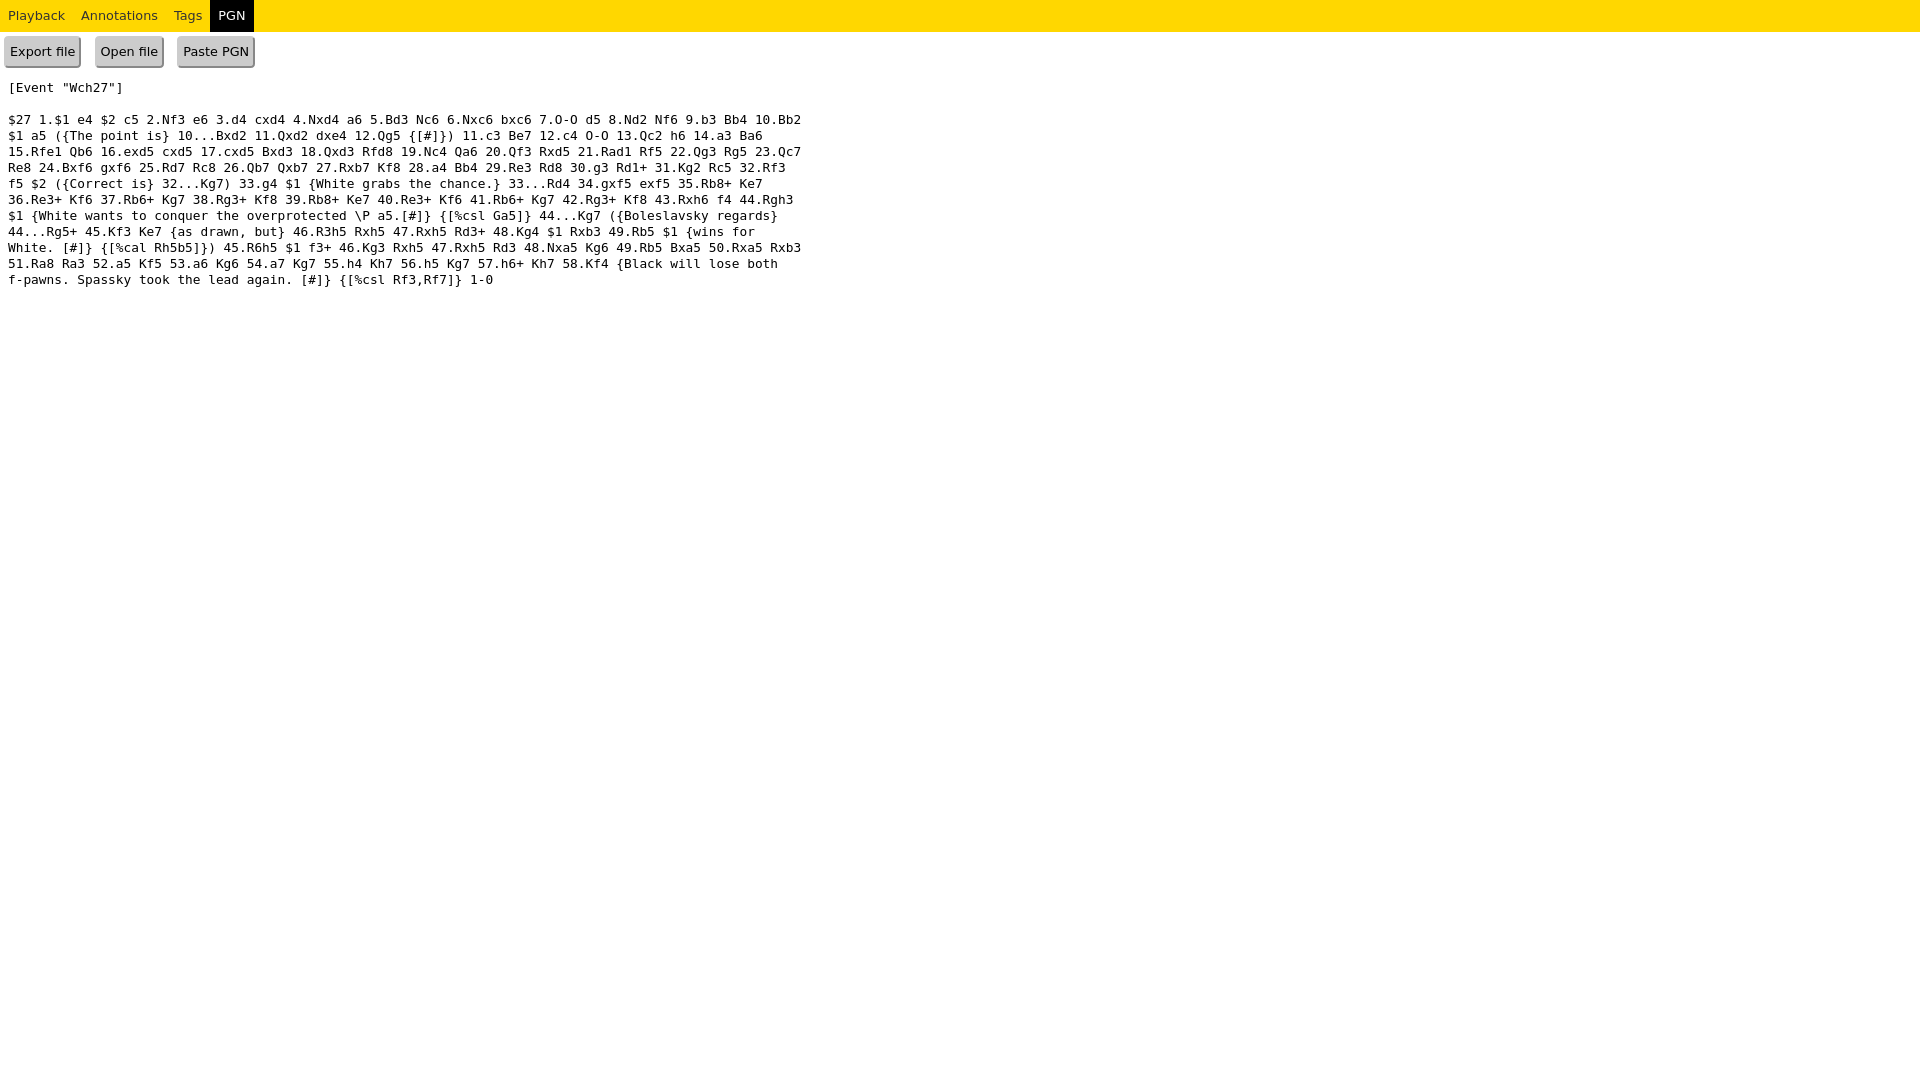 Playback Annotations Tags PGN
Export file Open file Paste PGN
[Event "Wch27"]
$27 1.$1 e4 $2 c5 2.Nf3 e6 3.d4 cxd4 4.Nxd4 a6 5.Bd3 Nc6 6.Nxc6 bxc6 7.O-O d5 8.Nd2 Nf6 9.b3 Bb4 10.Bb2
$1 a5 ({The point is} 10...Bxd2 11.Qxd2 dxe4 12.Qg5 {[#]}) 11.c3 Be7 12.c4 O-O 13.Qc2 h6 14.a3 Ba6
15.Rfe1 Qb6 16.exd5 cxd5 17.cxd5 Bxd3 18.Qxd3 Rfd8 19.Nc4 Qa6 20.Qf3 Rxd5 21.Rad1 Rf5 22.Qg3 Rg5 23.Qc7
Re8 24.Bxf6 gxf6 25.Rd7 Rc8 26.Qb7 Qxb7 27.Rxb7 Kf8 28.a4 Bb4 29.Re3 Rd8 30.g3 Rd1+ 31.Kg2 Rc5 32.Rf3
f5 $2 ({Correct is} 32...Kg7) 33.g4 $1 {White grabs the chance.} 33...Rd4 34.gxf5 exf5 35.Rb8+ Ke7
36.Re3+ Kf6 37.Rb6+ Kg7 38.Rg3+ Kf8 39.Rb8+ Ke7 40.Re3+ Kf6 41.Rb6+ Kg7 42.Rg3+ Kf8 43.Rxh6 f4 44.Rgh3
$1 {White wants to conquer the overprotected \P a5.[#]} {[%csl Ga5]} 44...Kg7 ({Boleslavsky regards}
44...Rg5+ 45.Kf3 Ke7 {as drawn, but} 46.R3h5 Rxh5 47.Rxh5 Rd3+ 48.Kg4 $1 Rxb3 49.Rb5 $1 {wins for
White. [#]} {[%cal Rh5b5]}) 45.R6h5 $1 f3+ 46.Kg3 Rxh5 47.Rxh5 Rd3 48.Nxa5 Kg6 49.Rb5 Bxa5 50.Rxa5 Rxb3
51.Ra8 Ra3 52.a5 Kf5 53.a6 Kg6 54.a7 Kg7 55.h4 Kh7 56.h5 Kg7 57.h6+ Kh7 58.Kf4 {Black will lose both
f-pawns. Spassky took the lead again. [#]} {[%csl Rf3,Rf7]} 1-0